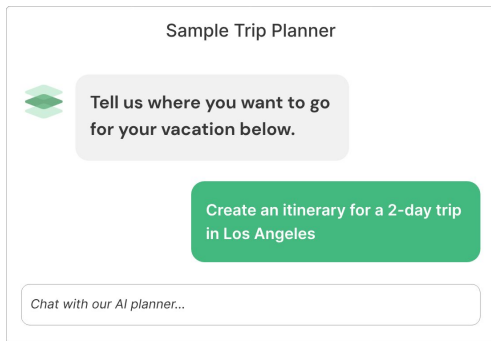 Sample Trip Planner
Tell us where you want to go
for your vacation below.
Create an itinerary for a 2-day trip
in Los Angeles
Chat with our AI planner...